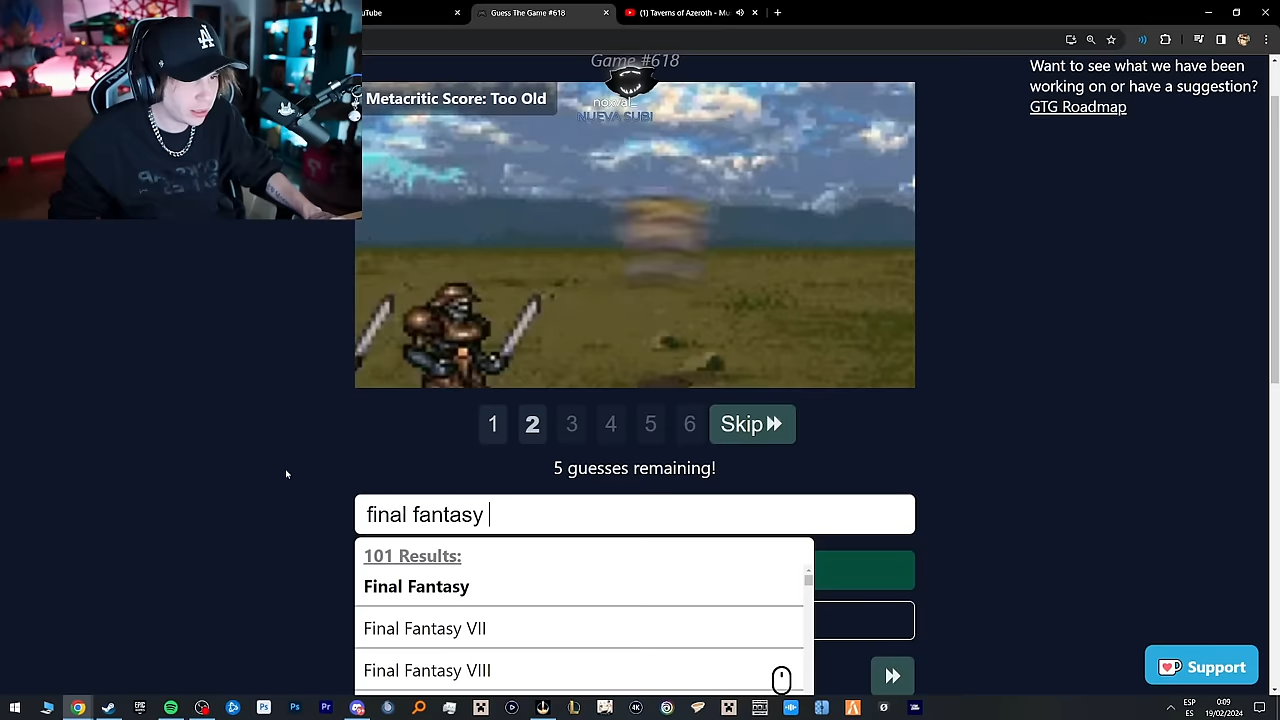 uTube
Guess The Game #618
(1) Taverns of Azeroth - Mu
Game #618
Metacritic Score: Too Old
noxval_
NUEVA SUB!
Want to see what we have been
working on or have a suggestion?
GTG Roadmap
1 2 3 4 5 6 Skip
5 guesses remaining!
final fantasy
101 Results:
Final Fantasy
Final Fantasy VII
Final Fantasy VIII
Support
ESP
ES
0:09
19/02/2024